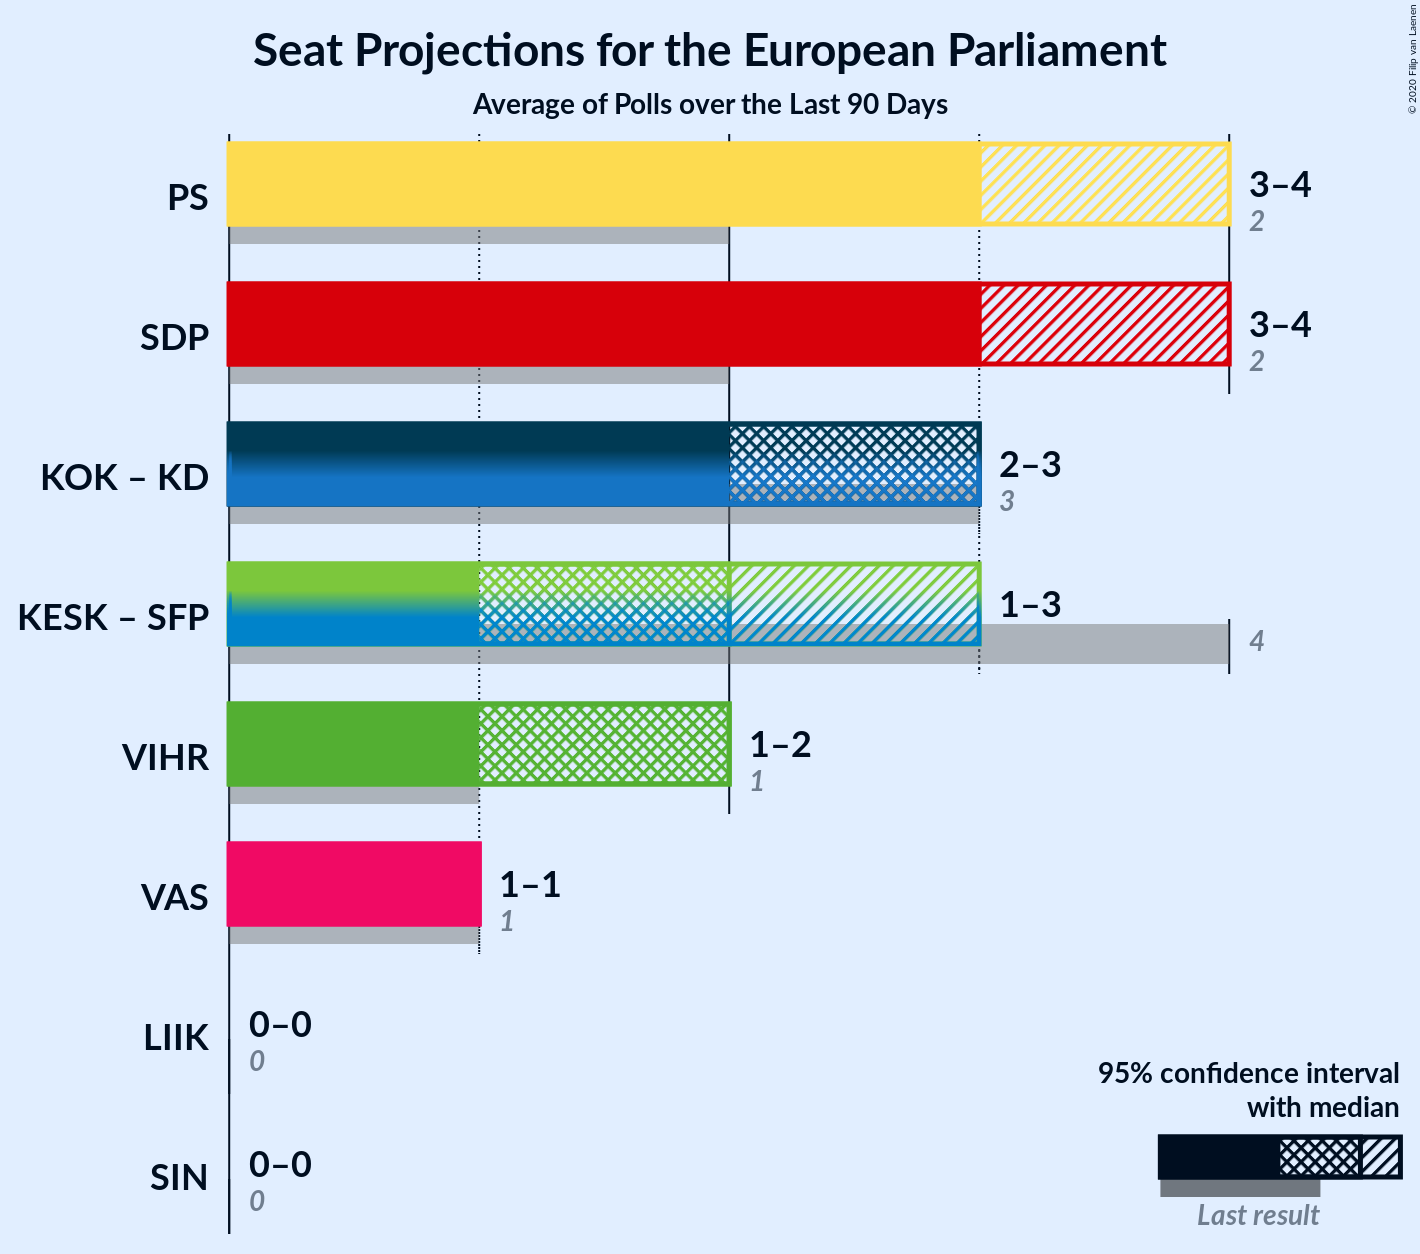 Seat Projections for the European Parliament
Average of Polls over the Last 90 Days
© 2020 Filip van Laenen
PS
3–4
2
SDP
3–4
2
KOK – KD
2–3
3
KESK – SFP
1–3
4
VIHR
1–2
1
VAS
1–1
1
LIIK
0–0
0
SIN
0–0
0
95% confidence interval
with median
Last result